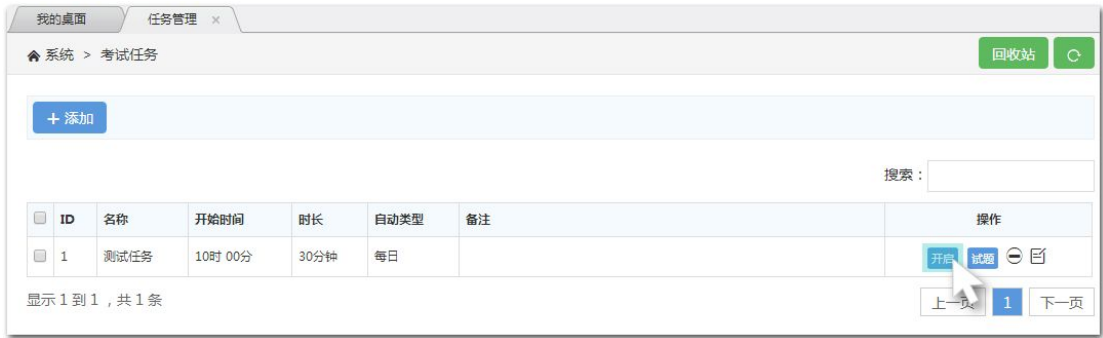 我的桌面 任务管理 ×
系统 > 考试任务 回收站
+ 添加
搜索：
ID 名称 开始时间 时长 自动类型 备注 操作
1 测试任务 10时 00分 30分钟 每日 开启 试题
显示 1 到 1 ，共 1 条 上一页 1 下一页